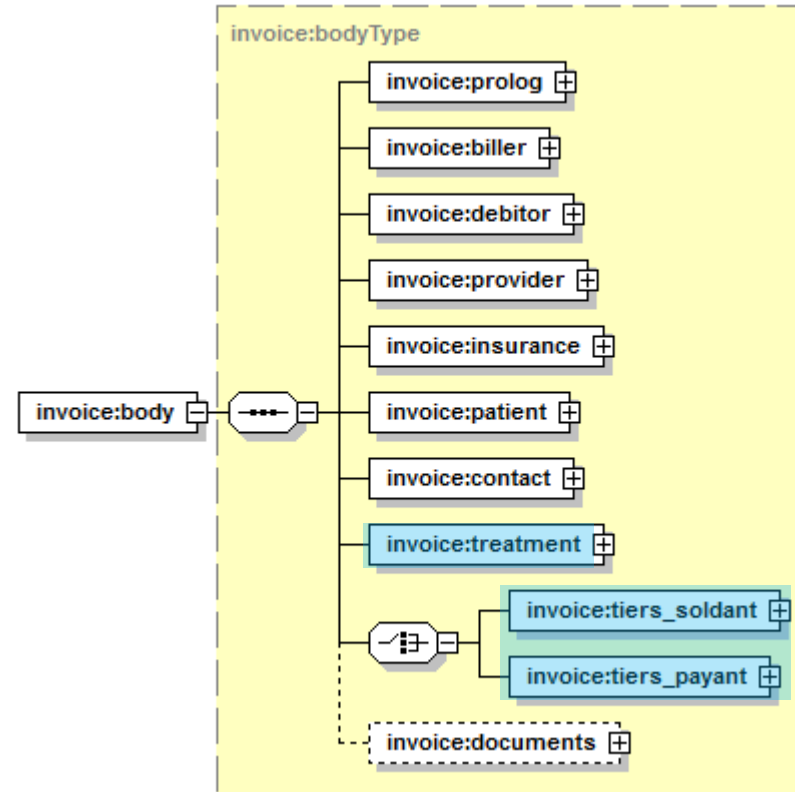 invoice:bodyType
invoice:prolog
invoice:biller
invoice:debitor
invoice:provider
invoice:insurance
invoice:body
invoice:patient
invoice:contact
invoice:treatment
invoice:tiers_soldant
invoice:tiers_payant
invoice:documents